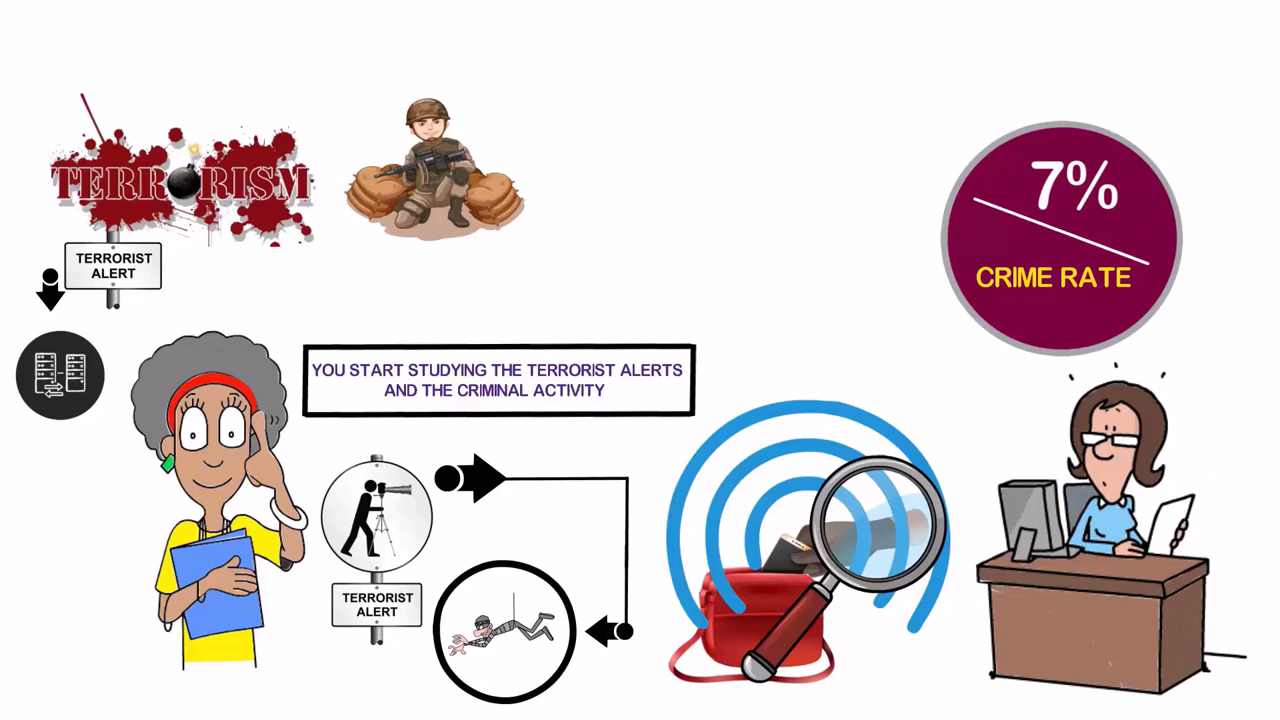 TERRORISM
TERRORIST
ALERT
7%
CRIME RATE
YOU START STUDYING THE TERRORIST ALERTS
AND THE CRIMINAL ACTIVITY
TERRORIST
ALERT